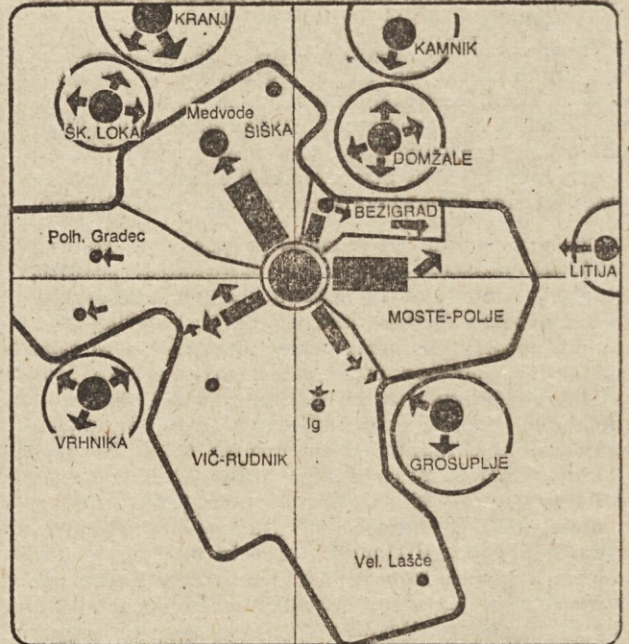 KRANJ
KAMNIK
ŠK. LOKA
Medvode
ŠIŠKA
DOMŽALE
BEŽIGRAD
Polh. Gradec
LITIJA
MOSTE-POLJE
VRHNIKA
Ig
VIČ-RUDNIK
GROSUPLJE
Vel. Lašče